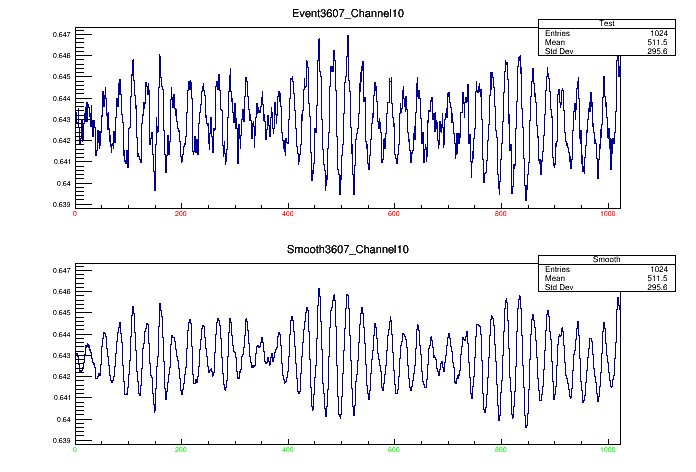 Event3607_Channel10
Test
Entries 1024
Mean 511.5
Std Dev 295.6
0.647
0.646
0.645
0.644
0.643
0.642
0.641
0.64
0.639
0 200 400 600 800 1000
Smooth3607_Channel10
Smooth
Entries 1024
Mean 511.5
Std Dev 295.6
0.647
0.646
0.645
0.644
0.643
0.642
0.641
0.64
0.639
0 200 400 600 800 1000